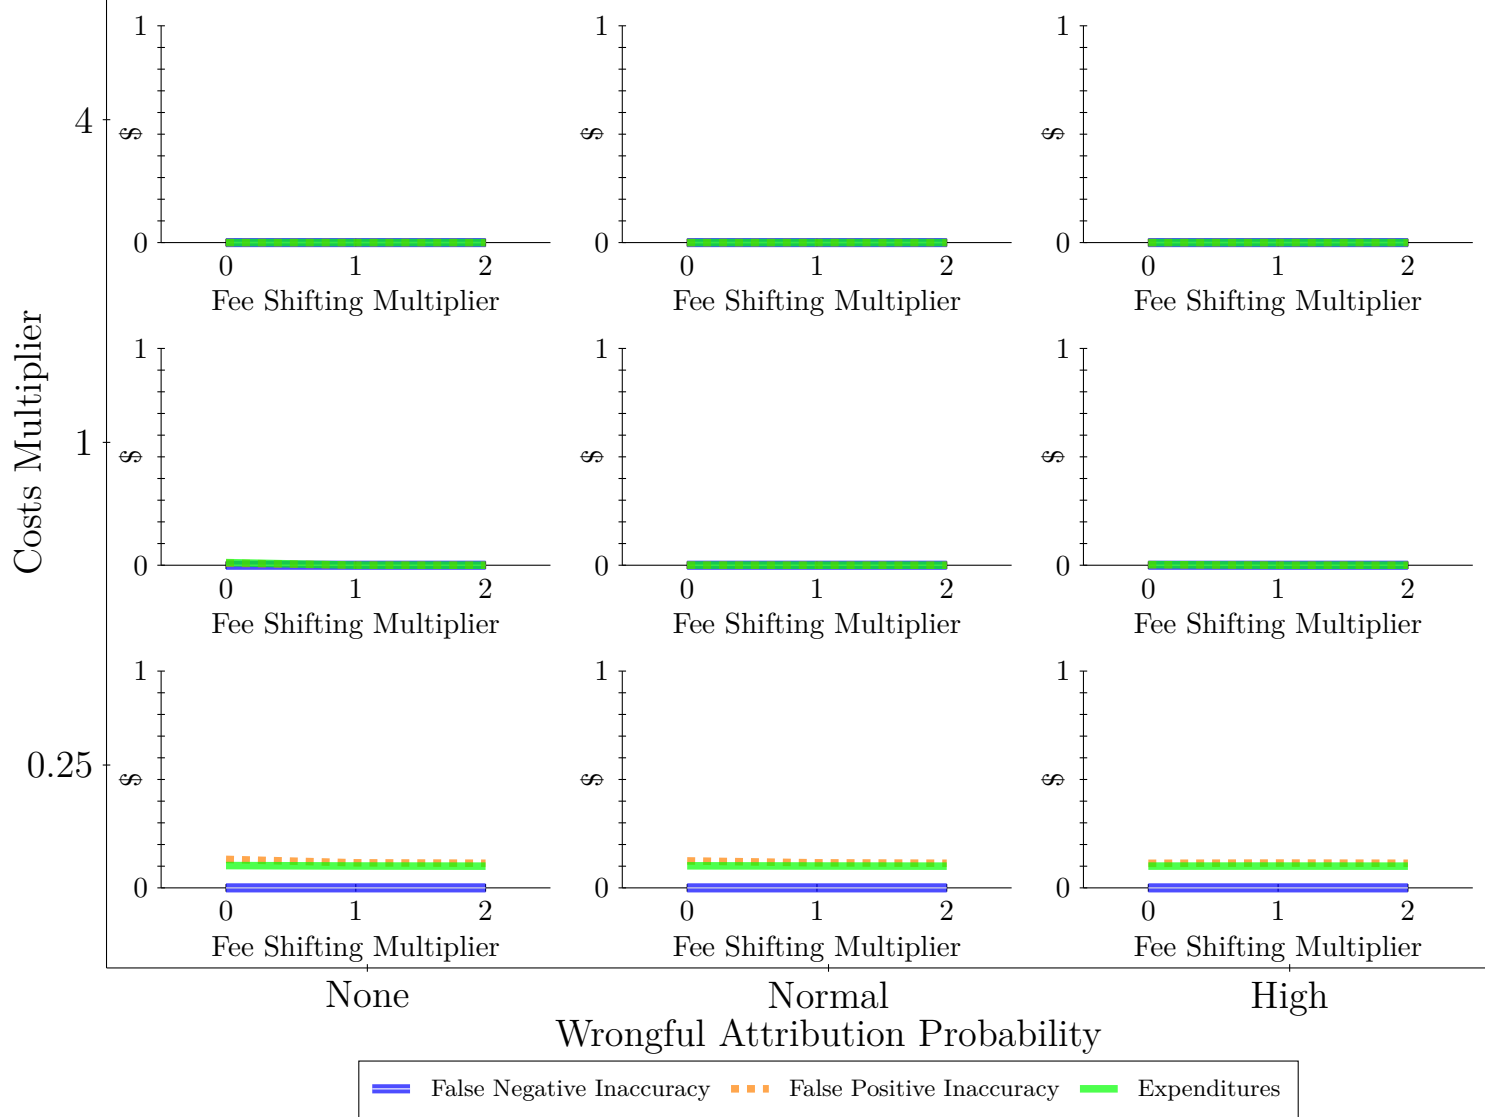 Costs Multiplier
4
1
0.25
1
0
$
0 1 2
Fee Shifting Multiplier
1
0
$
0 1 2
Fee Shifting Multiplier
1
0
$
0 1 2
Fee Shifting Multiplier
1
0
$
0 1 2
Fee Shifting Multiplier
1
0
$
0 1 2
Fee Shifting Multiplier
1
0
$
0 1 2
Fee Shifting Multiplier
1
0
$
0 1 2
Fee Shifting Multiplier
1
0
$
0 1 2
Fee Shifting Multiplier
1
0
$
0 1 2
Fee Shifting Multiplier
None Normal High
Wrongful Attribution Probability
False Negative Inaccuracy False Positive Inaccuracy Expenditures